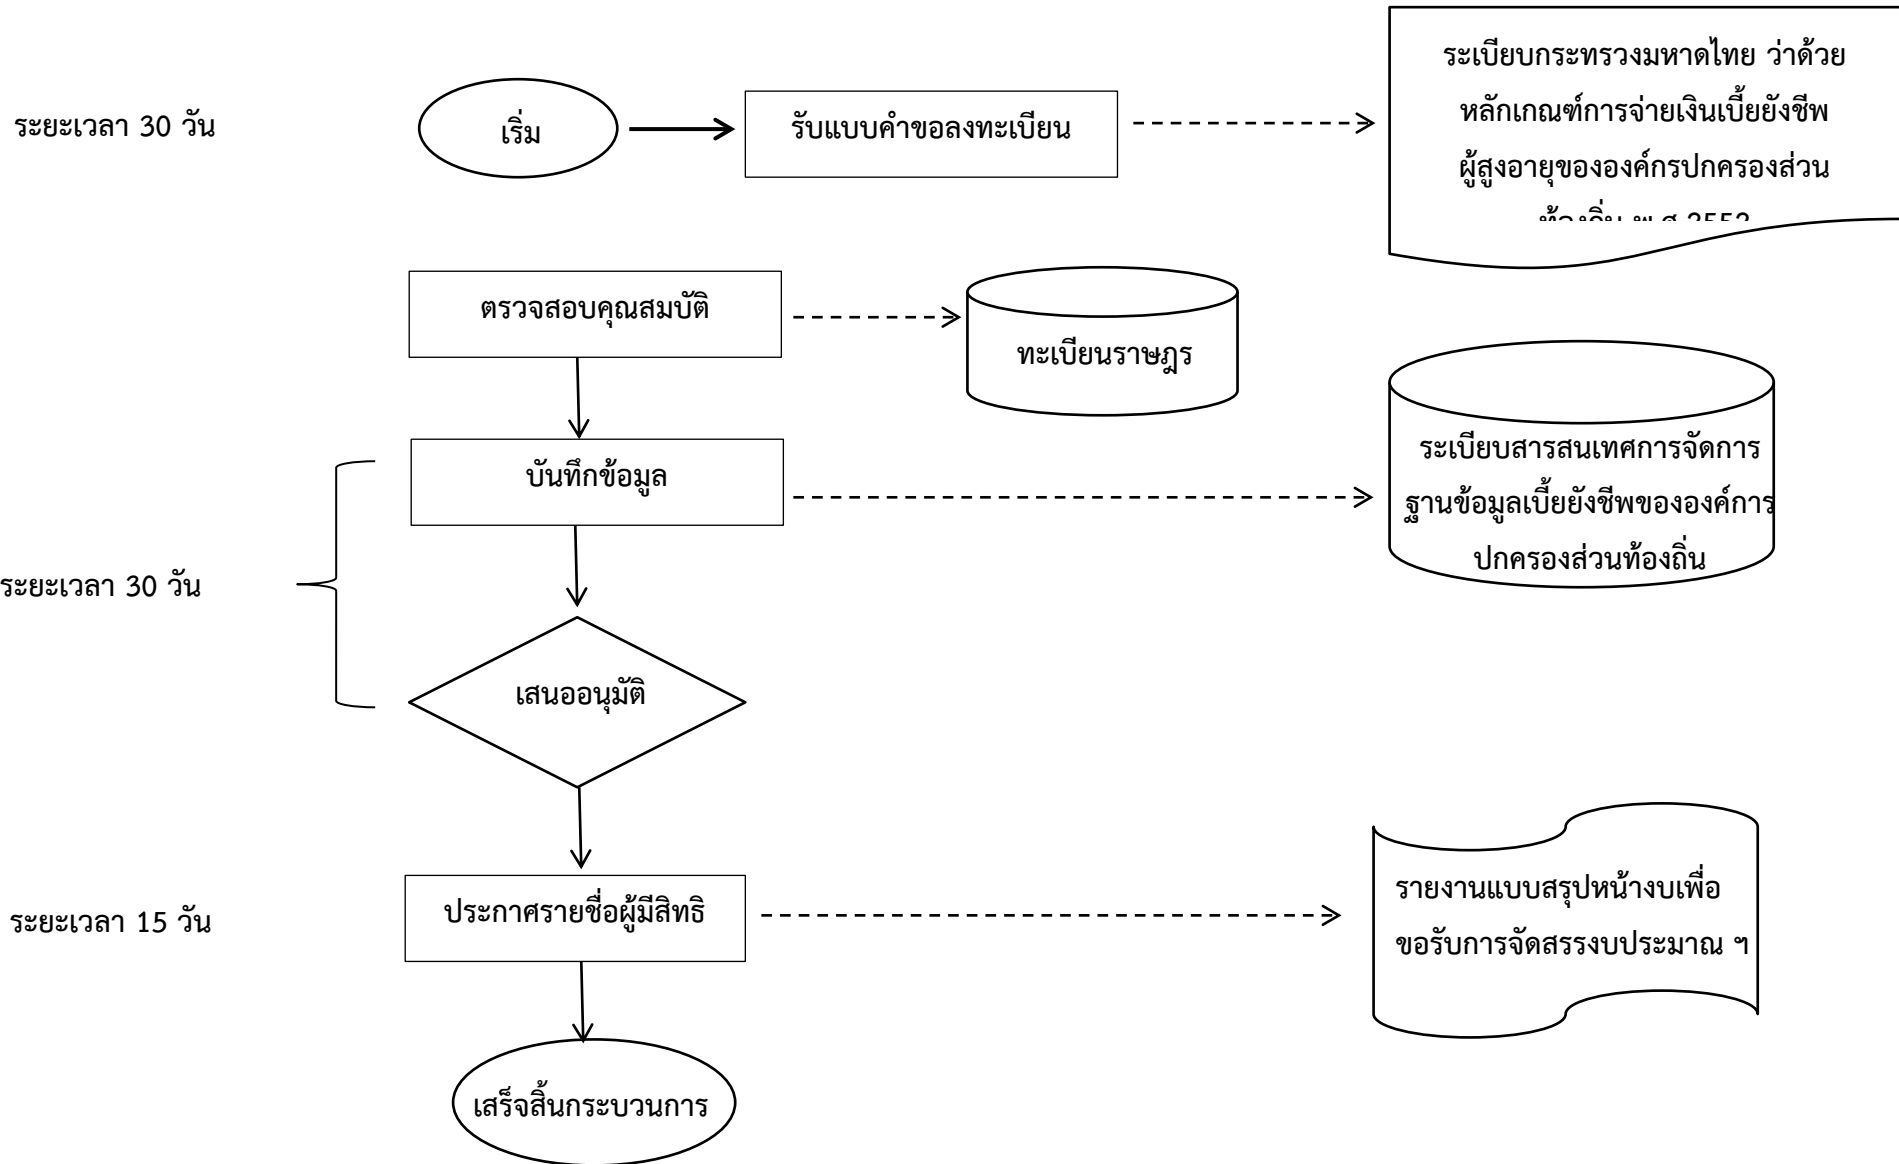 ระยะเวลา 30 วัน
เริ่ม
รับแบบคำขอลงทะเบียน
ระเบียบกระทรวงมหาดไทย ว่าด้วย
หลักเกณฑ์การจ่ายเงินเบี้ยยังชีพ
ผู้สูงอายุขององค์กรปกครองส่วน
ท้องถิ่น พ.ศ.
ตรวจสอบคุณสมบัติ
ทะเบียนราษฎร
บันทึกข้อมูล
ระเบียบสารสนเทศการจัดการ
ฐานข้อมูลเบี้ยยังชีพขององค์การ
ปกครองส่วนท้องถิ่น
ระยะเวลา 30 วัน
เสนออนุมัติ
ระยะเวลา 15 วัน
ประกาศรายชื่อผู้มีสิทธิ
รายงานแบบสรุปหน้างบเพื่อ
ขอรับการจัดสรรงบประมาณ ฯ
เสร็จสิ้นกระบวนการ